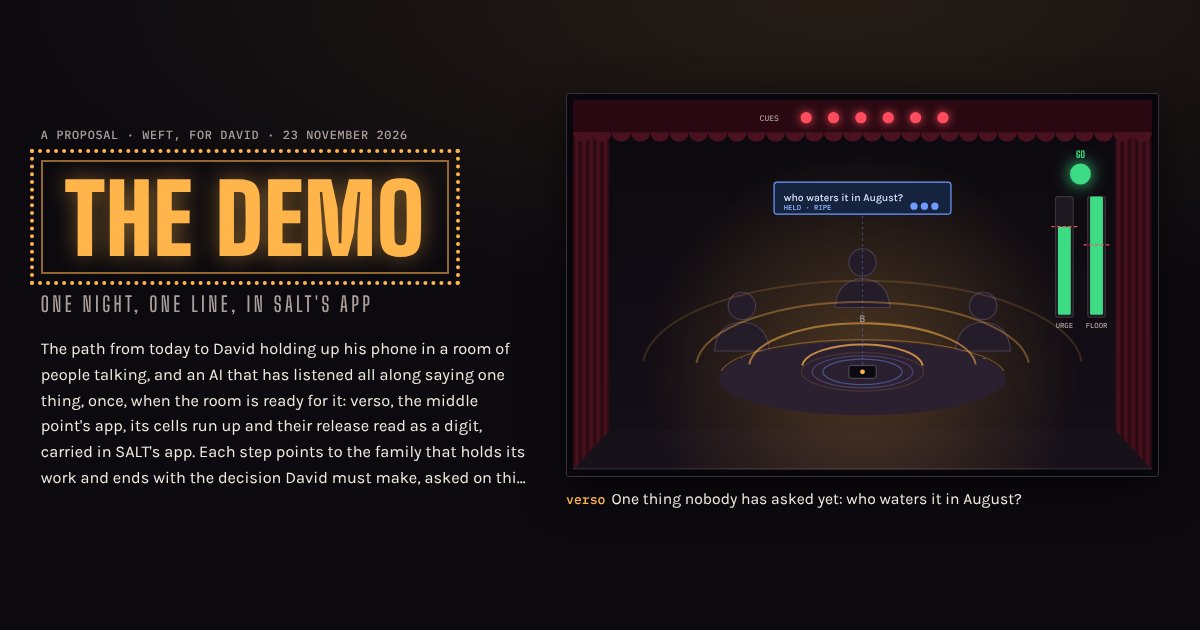 A PROPOSAL · WEFT, FOR DAVID · 23 NOVEMBER 2026
THE DEMO
ONE NIGHT, ONE LINE, IN SALT'S APP
The path from today to David holding up his phone in a room of
people talking, and an AI that has listened all along saying one
thing, once, when the room is ready for it: verso, the middle
point's app, its cells run up and their release read as a digit,
carried in SALT's app. Each step points to the family that holds its
work and ends with the decision David must make, asked on thi...
CUES
GO
who waters it in August?
HELD · RIPE
B
URGE FLOOR
verso One thing nobody has asked yet: who waters it in August?